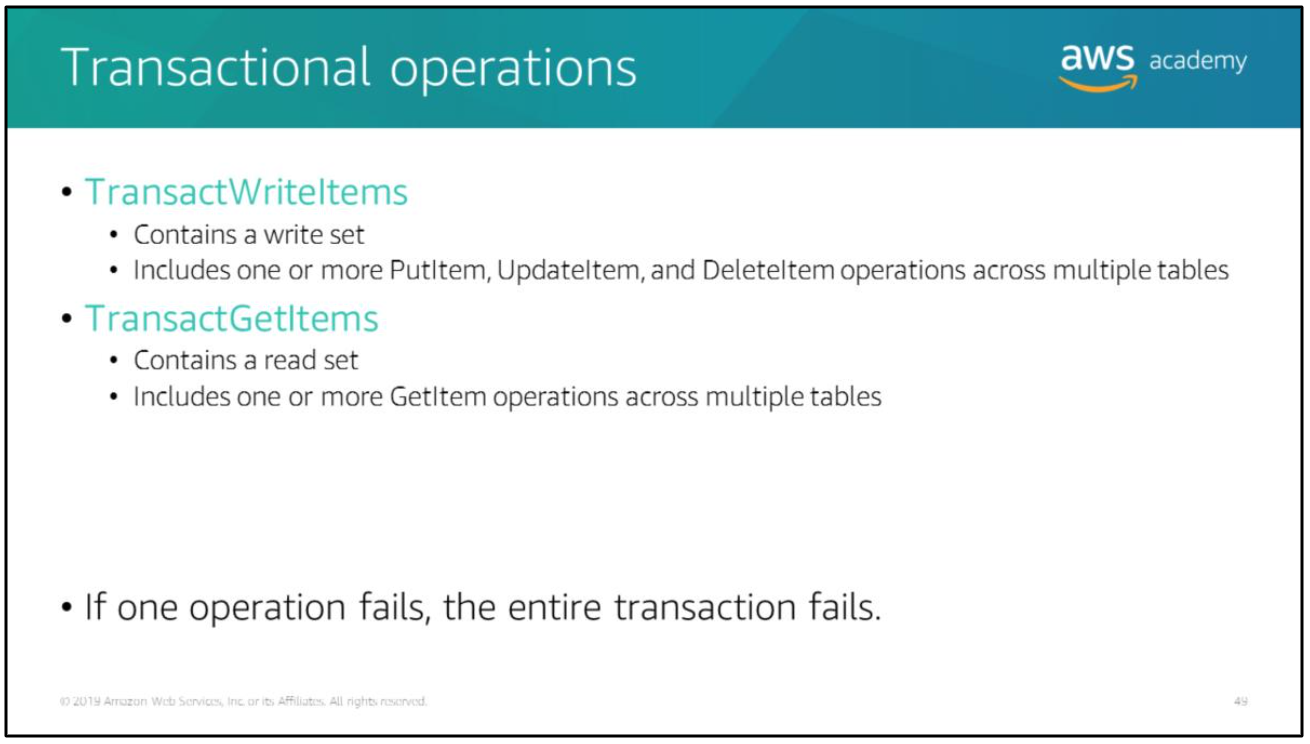 Transactional operations
aws academy
• TransactWriteItems
• Contains a write set
• Includes one or more PutItem, UpdateItem, and DeleteItem operations across multiple tables
• TransactGetItems
• Contains a read set
• Includes one or more GetItem operations across multiple tables
• If one operation fails, the entire transaction fails.
© 2019 Amazon Web Services, Inc. or its Affiliates. All rights reserved.
49